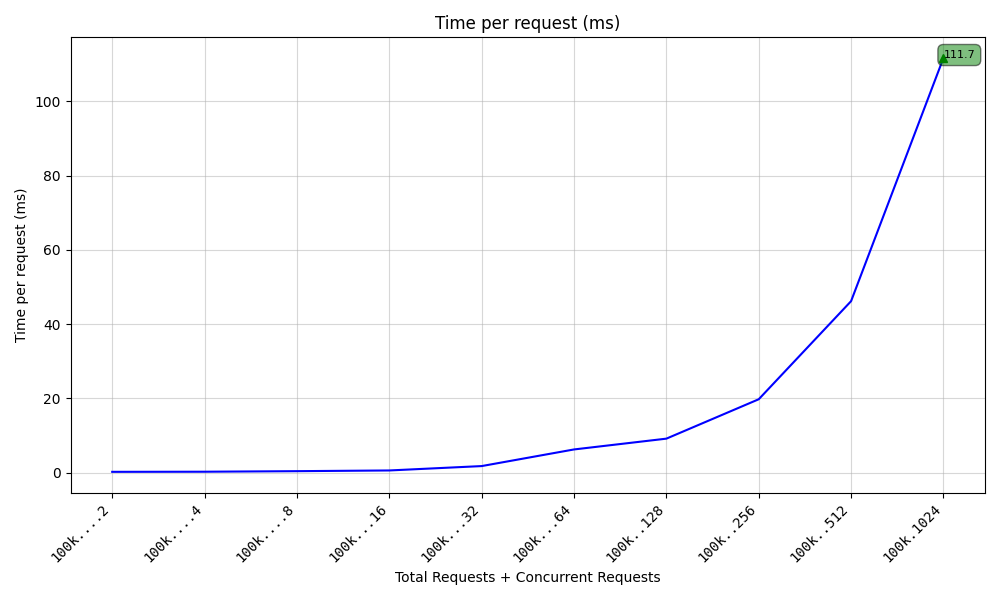 Time per request (ms)
111.7
Time per request (ms)
100
80
60
40
20
0
100k....2
100k....4
100k....8
100k...16
100k...32
100k...64
100k..128
100k..256
100k..512
100k.1024
Total Requests + Concurrent Requests